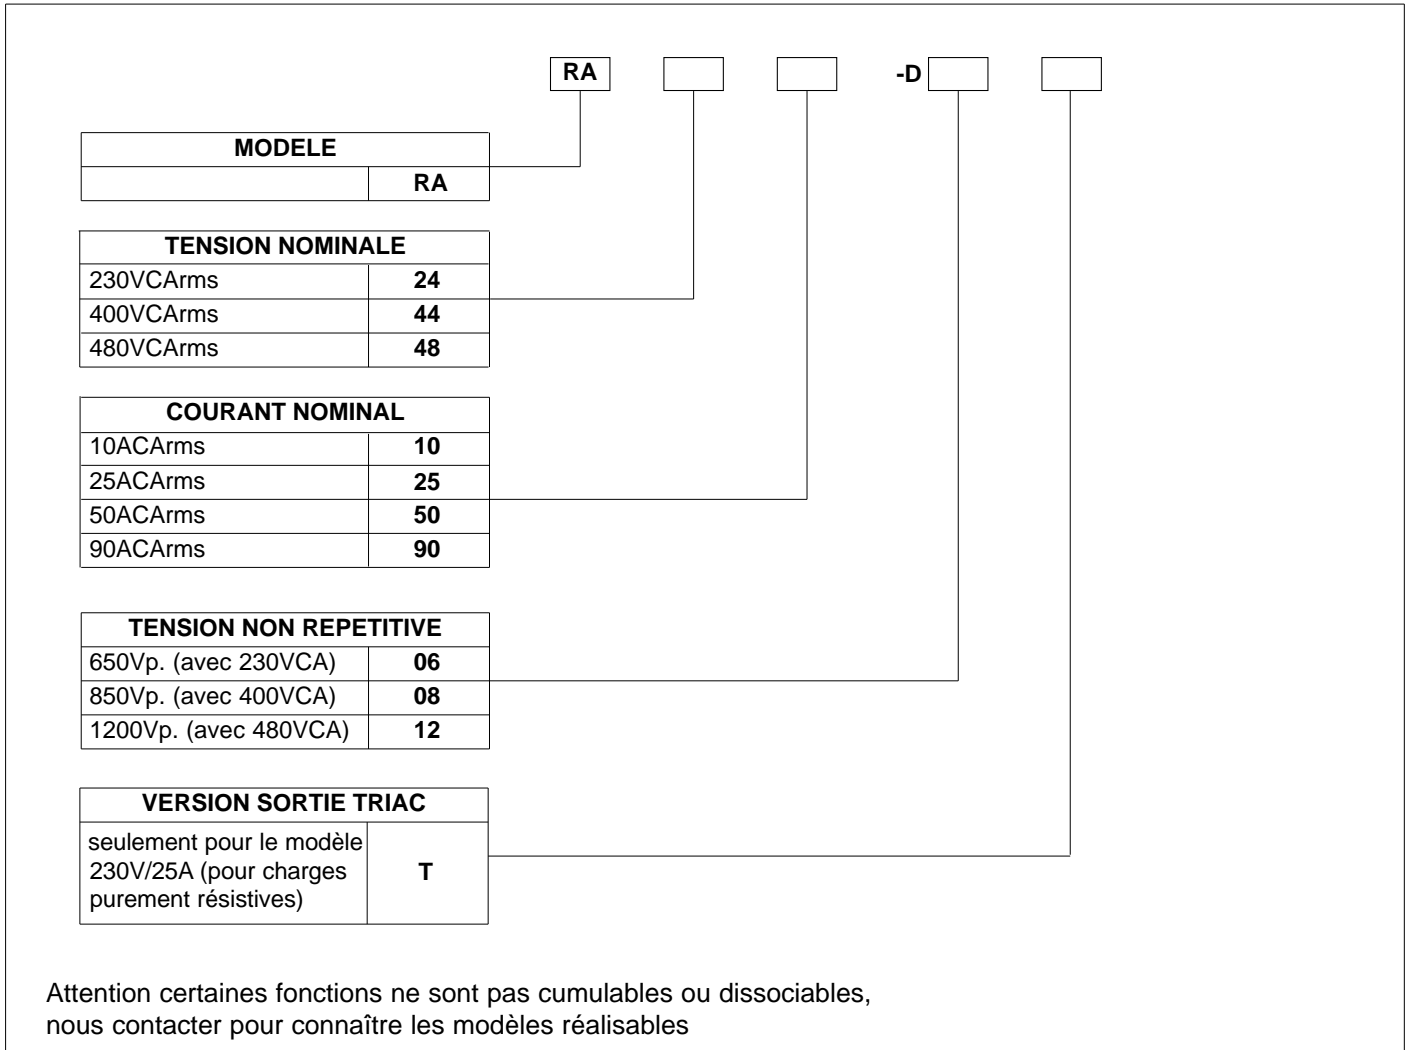 RA -D
MODELE
RA
TENSION NOMINALE
230VCArms 24
400VCArms 44
480VCArms 48
COURANT NOMINAL
10ACArms 10
25ACArms 25
50ACArms 50
90ACArms 90
TENSION NON REPETITIVE
650Vp. (avec 230VCA) 06
850Vp. (avec 400VCA) 08
1200Vp. (avec 480VCA) 12
VERSION SORTIE TRIAC
seulement pour le modèle
230V/25A (pour charges T
purement résistives)
Attention certaines fonctions ne sont pas cumulables ou dissociables,
nous contacter pour connaître les modèles réalisables